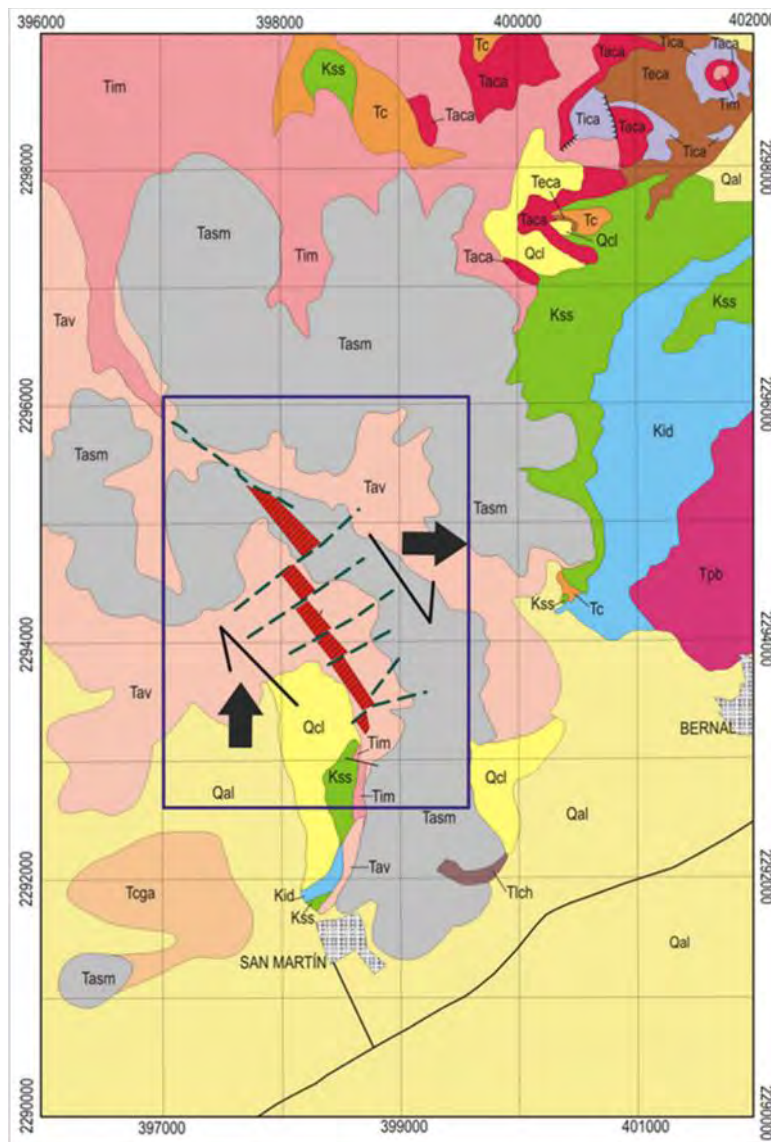 396000
398000
400000
402000
Tc
Taca
Tica
Taca
Kss
Taca
Teca
Tim
Tim
Tc
Taca
Tica
Taca
Tica
2298000
2298000
Teca
Qal
Tasm
Taca
Tc
Tim
Qcl
Qcl
Taca
Kss
Kss
Tav
Tasm
2296000
2296000
Kid
Tasm
Tav
Tasm
Tpb
Kss
Tc
2294000
2294000
Tav
Qcl
BERNAL
Tim
Kss
Qcl
Qal
Tim
Qal
Tasm
Tav
2292000
2292000
Tcga
Kid
Tlch
Kss
Qal
SAN MARTÍN
Tasm
2290000
2290000
397000
399000
401000